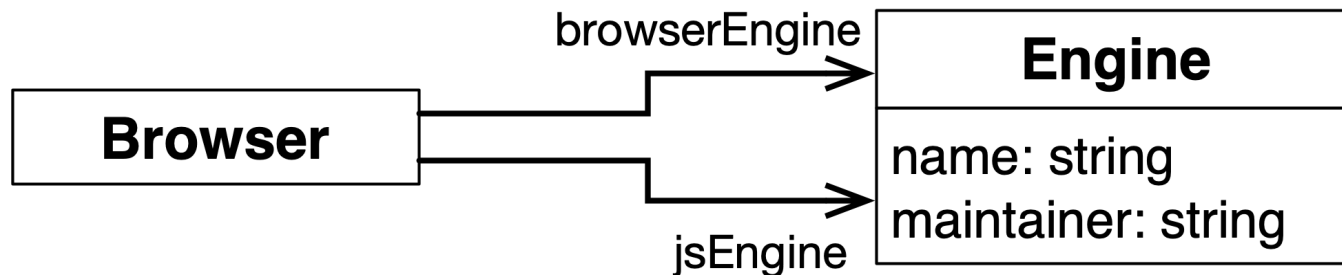 browserEngine
Engine
Browser
name: string
maintainer: string
jsEngine